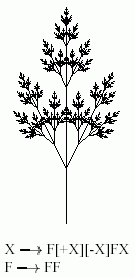 X → F[+X][-X]FX
F → FF